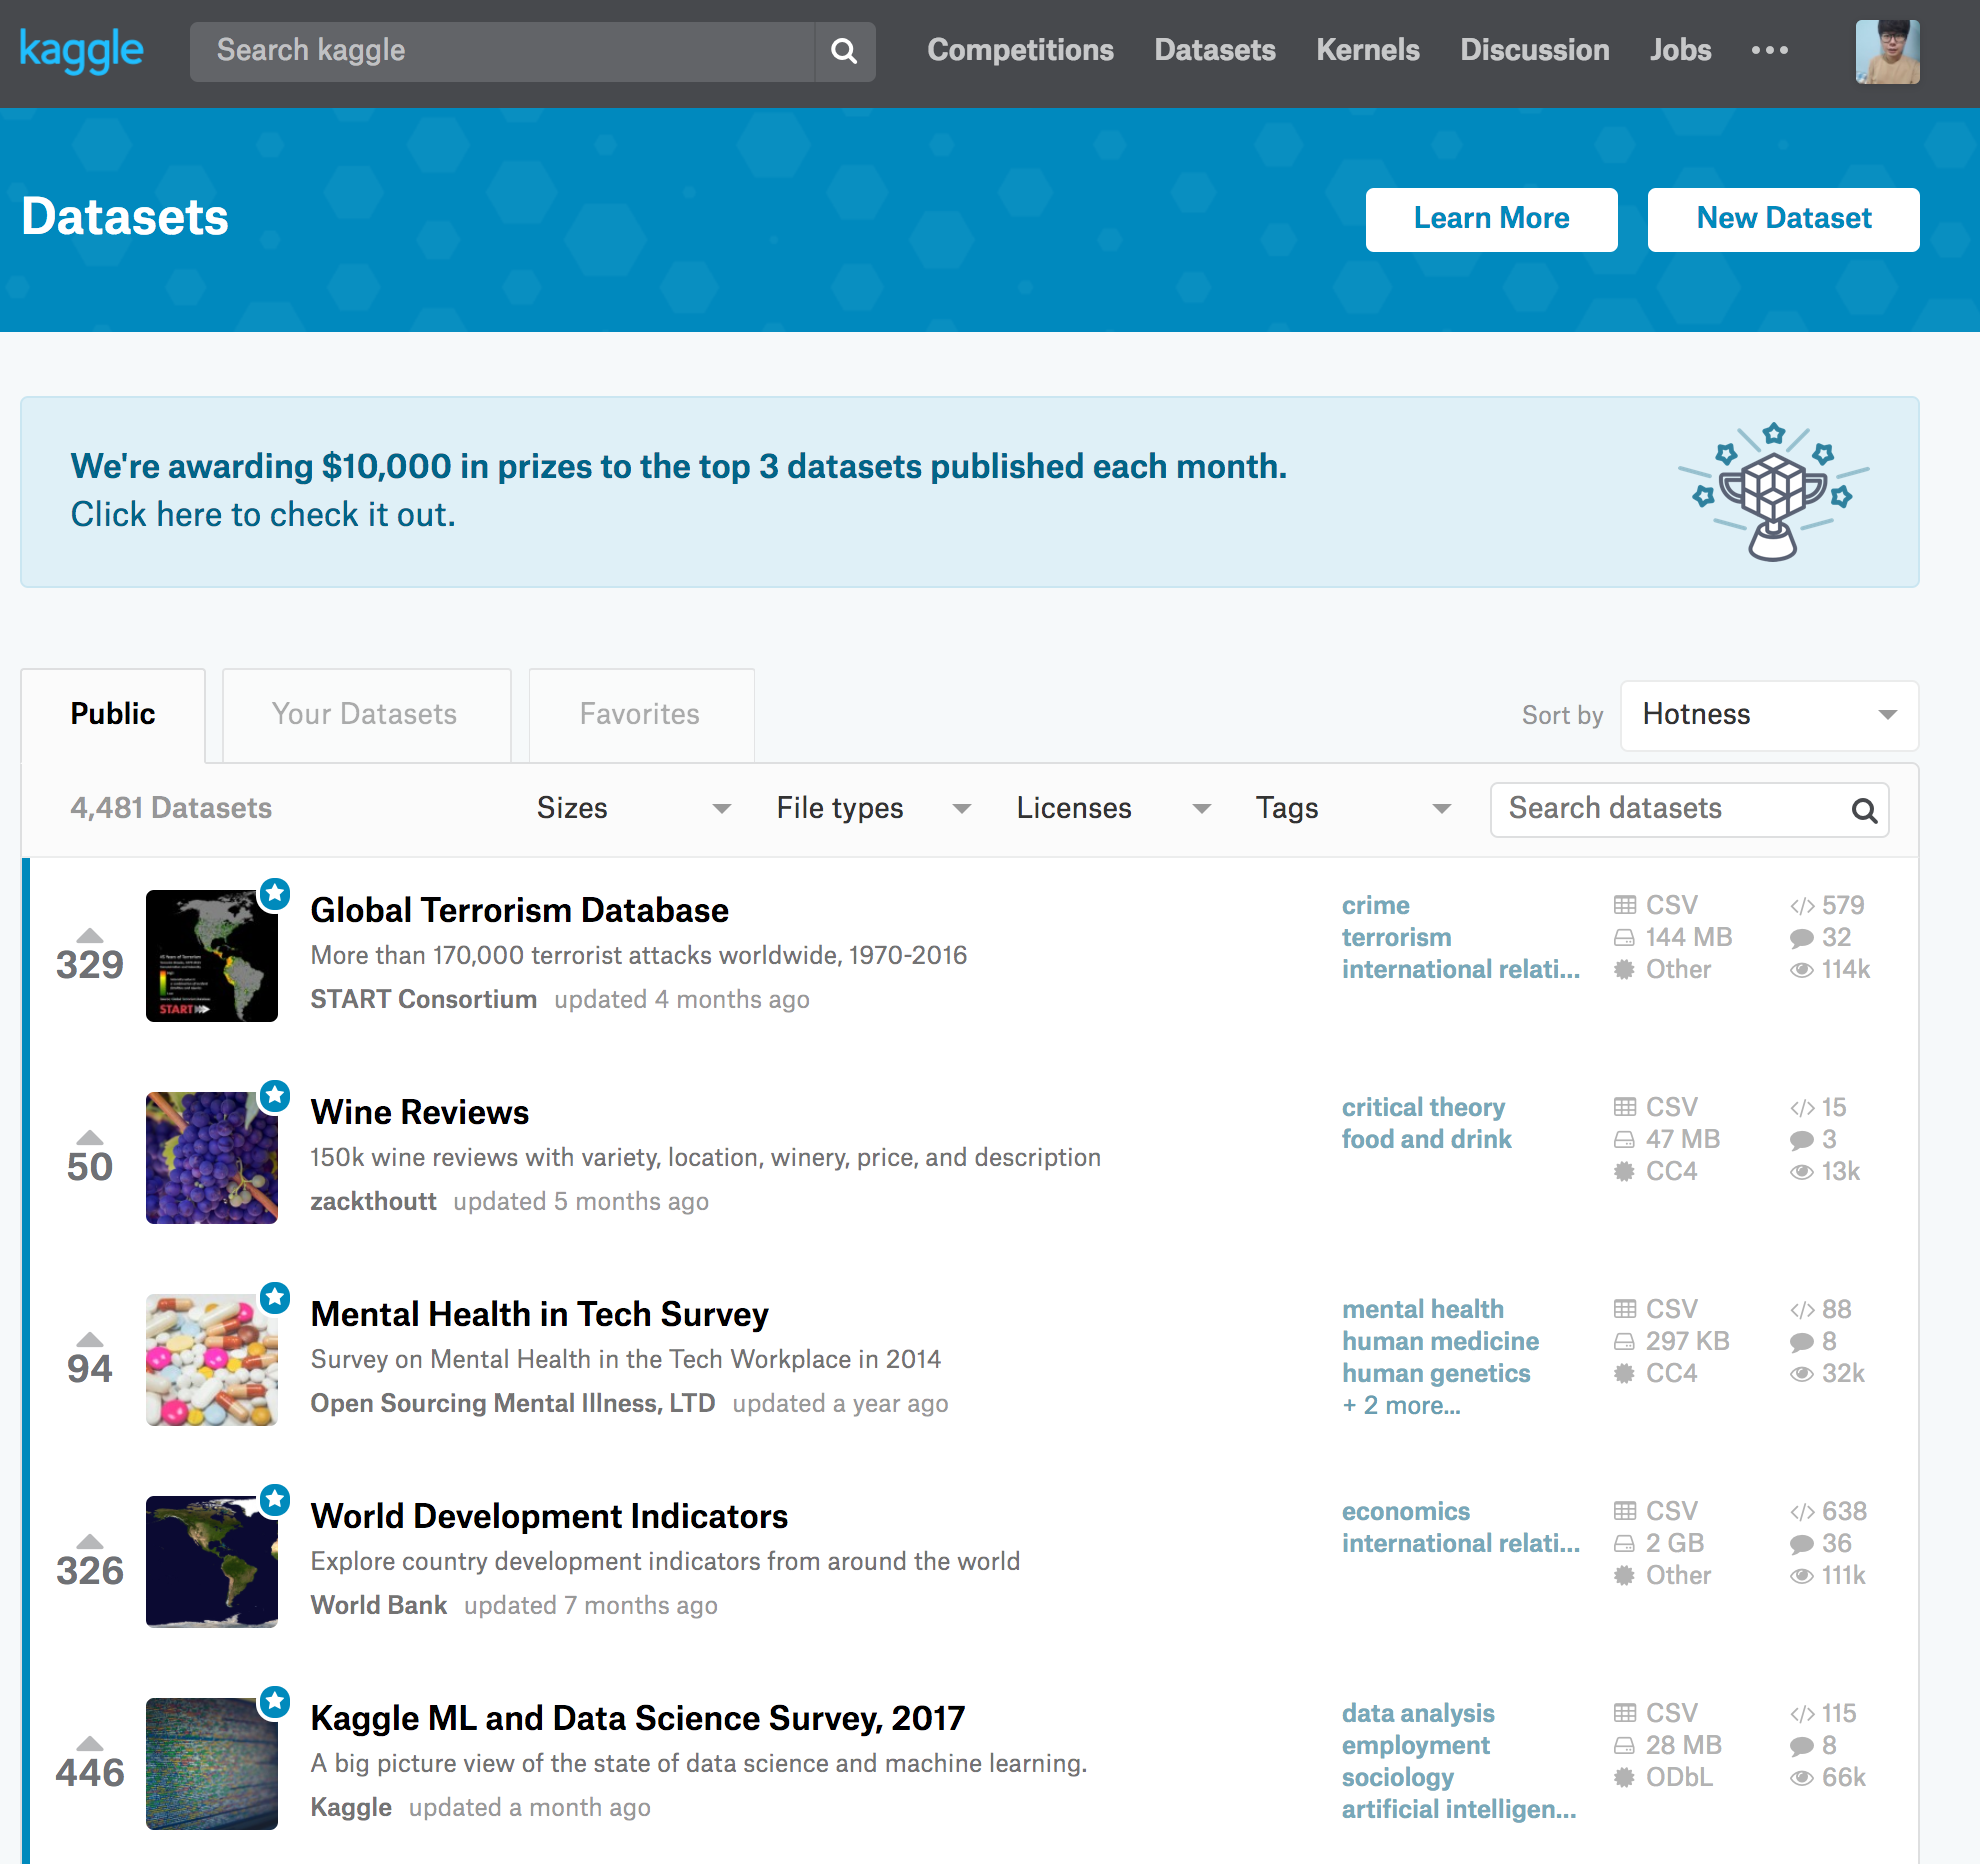 kaggle
Search kaggle
Competitions Datasets Kernels Discussion Jobs
Datasets
Learn More
New Dataset
We're awarding $10,000 in prizes to the top 3 datasets published each month.
Click here to check it out.
Public
Your Datasets
Favorites
Sort by
Hotness
4,481 Datasets
Sizes
File types
Licenses
Tags
Search datasets
329
START
Global Terrorism Database
More than 170,000 terrorist attacks worldwide, 1970-2016
START Consortium updated 4 months ago
crime
terrorism
international relati...
CSV
144 MB
Other
579
32
114k
50
Wine Reviews
150k wine reviews with variety, location, winery, price, and description
zackthoutt updated 5 months ago
critical theory
food and drink
CSV
47 MB
CC4
15
3
13k
94
Mental Health in Tech Survey
Survey on Mental Health in the Tech Workplace in 2014
Open Sourcing Mental Illness, LTD updated a year ago
mental health
human medicine
human genetics
+ 2 more...
CSV
297 KB
CC4
88
8
32k
326
World Development Indicators
Explore country development indicators from around the world
World Bank updated 7 months ago
economics
international relati...
CSV
2 GB
Other
638
36
111k
446
Kaggle ML and Data Science Survey, 2017
A big picture view of the state of data science and machine learning.
Kaggle updated a month ago
data analysis
employment
sociology
artificial intelligen...
CSV
28 MB
ODbL
115
8
66k